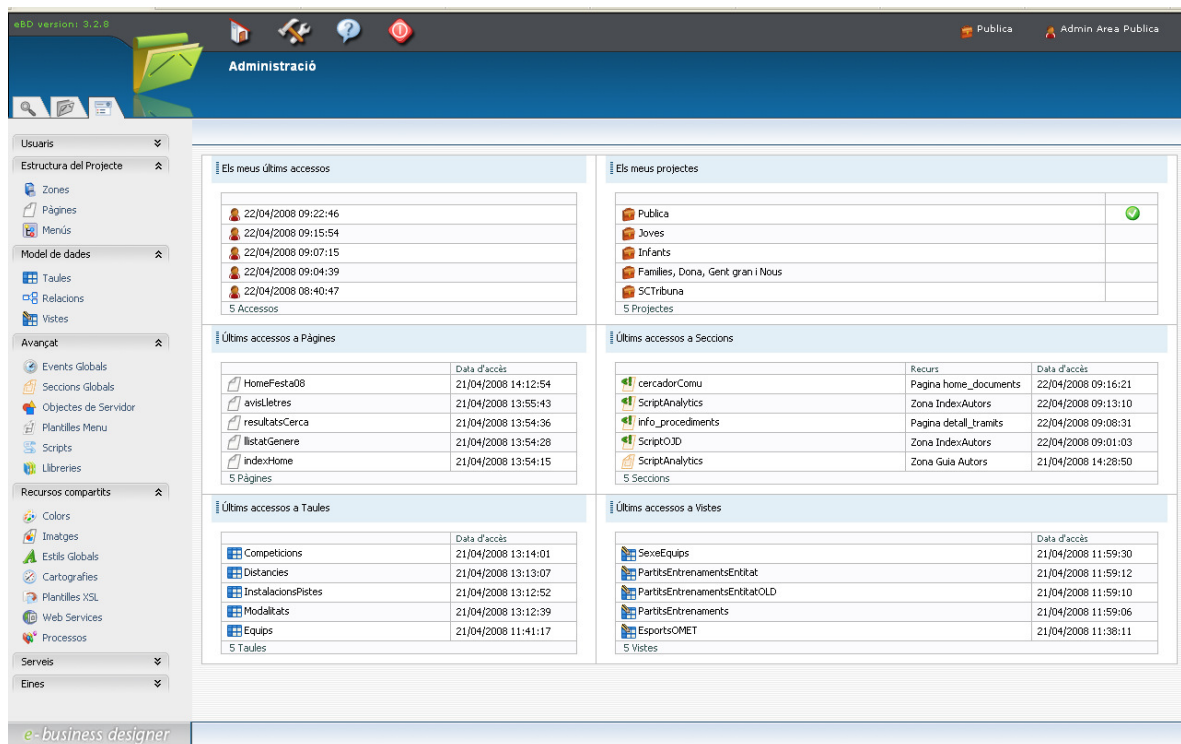 eBD version: 3.2.8
Publica
Admin Area Publica
Administració
Usuaris
Estructura del Projecte
Zones
Pàgines
Menús
Model de dades
Taules
Relacions
Vistes
Avançat
Events Globals
Seccions Globals
Objectes de Servidor
Plantilles Menu
Scripts
Llibreries
Recursos compartits
Colors
Imatges
Estils Globals
Cartografies
Plantilles XSL
Web Services
Processos
Serveis
Eines
e-business designer
Els meus últims accessos
22/04/2008 09:22:46
22/04/2008 09:15:54
22/04/2008 09:07:15
22/04/2008 09:04:39
22/04/2008 08:40:47
5 Accessos
Els meus projectes
Publica
Joves
Infants
Families, Dona, Gent gran i Nous
SCTribuna
5 Projectes
Últims accessos a Pàgines
Data d'accès
HomeFesta08 21/04/2008 14:12:54
avisLletres 21/04/2008 13:55:43
resultatsCerca 21/04/2008 13:54:36
llistatGenere 21/04/2008 13:54:28
indexHome 21/04/2008 13:54:15
5 Pàgines
Últims accessos a Seccions
Recurs Data d'accès
cercadorComu Pagina home_documents 22/04/2008 09:16:21
ScriptAnalytics Zona IndexAutors 22/04/2008 09:13:10
info_procediments Pagina detall_tramits 22/04/2008 09:08:31
ScriptOJD Zona IndexAutors 22/04/2008 09:01:03
ScriptAnalytics Zona Guia Autors 21/04/2008 14:28:50
5 Seccions
Últims accessos a Taules
Data d'accès
Competicions 21/04/2008 13:14:01
Distancies 21/04/2008 13:13:07
InstalacionsPistes 21/04/2008 13:12:52
Modalitats 21/04/2008 13:12:39
Equips 21/04/2008 11:41:17
5 Taules
Últims accessos a Vistes
Data d'accès
SexeEquips 21/04/2008 11:59:30
PartitsEntrenamentsEntitat 21/04/2008 11:59:12
PartitsEntrenamentsEntitatOLD 21/04/2008 11:59:10
PartitsEntrenaments 21/04/2008 11:59:06
EsportsOMET 21/04/2008 11:38:11
5 Vistes